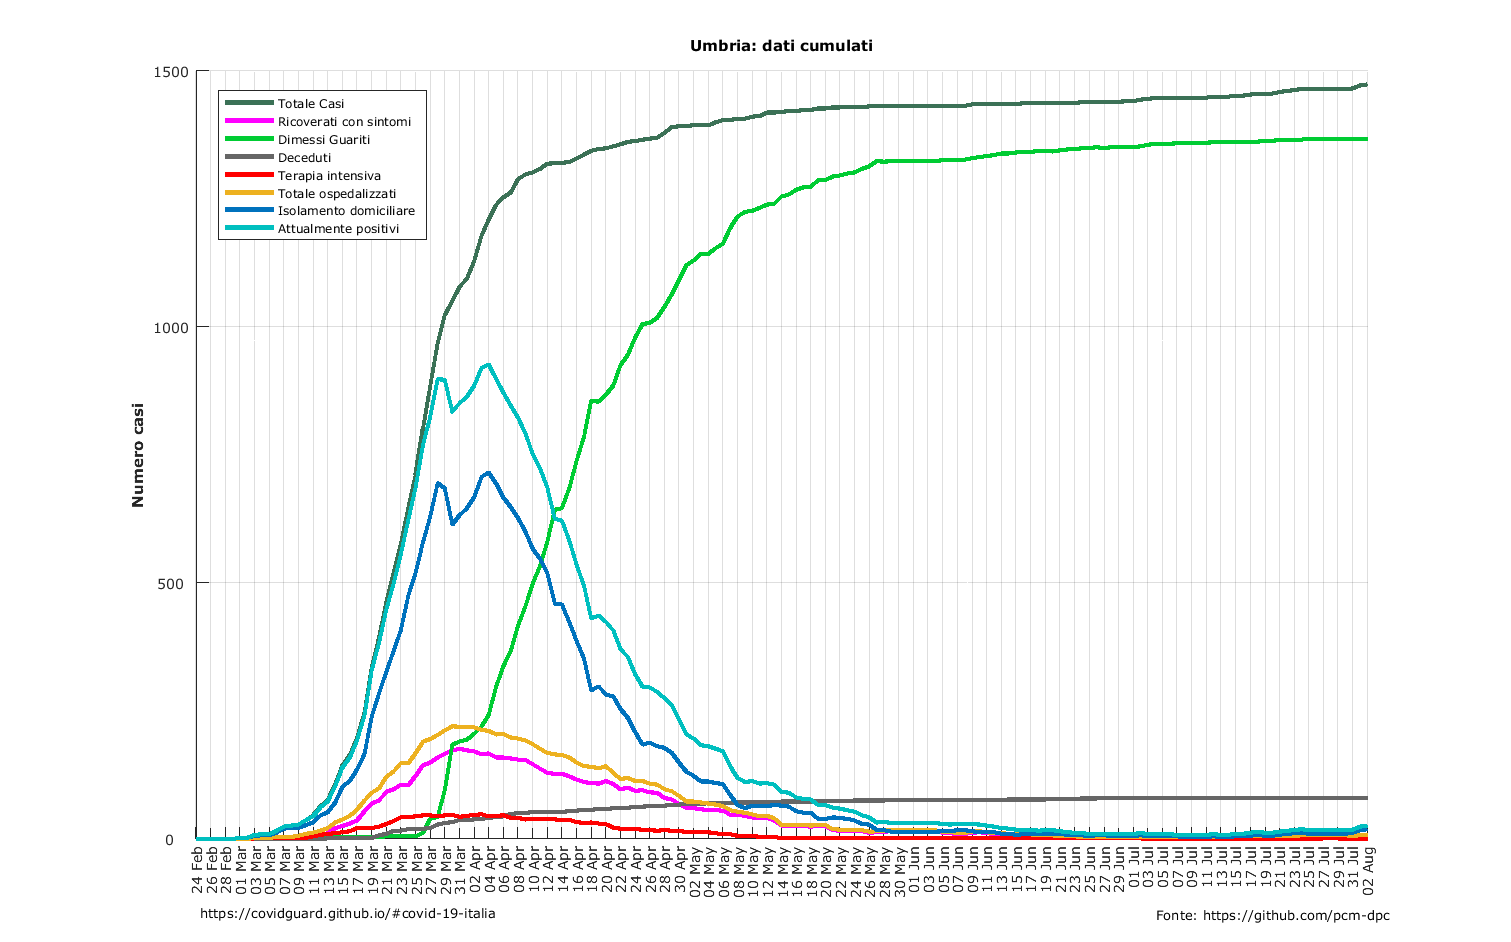 Umbria: dati cumulati
1500
1000
500
0
Numero casi
Totale Casi
Ricoverati con sintomi
Dimessi Guariti
Deceduti
Terapia intensiva
Totale ospedalizzati
Isolamento domiciliare
Attualmente positivi
24 Feb
26 Feb
28 Feb
01 Mar
03 Mar
05 Mar
07 Mar
09 Mar
11 Mar
13 Mar
15 Mar
17 Mar
19 Mar
21 Mar
23 Mar
25 Mar
27 Mar
29 Mar
31 Mar
02 Apr
04 Apr
06 Apr
08 Apr
10 Apr
12 Apr
14 Apr
16 Apr
18 Apr
20 Apr
22 Apr
24 Apr
26 Apr
28 Apr
30 Apr
02 May
04 May
06 May
08 May
10 May
12 May
14 May
16 May
18 May
20 May
22 May
24 May
26 May
28 May
30 May
01 Jun
03 Jun
05 Jun
07 Jun
09 Jun
11 Jun
13 Jun
15 Jun
17 Jun
19 Jun
21 Jun
23 Jun
25 Jun
27 Jun
29 Jun
01 Jul
03 Jul
05 Jul
07 Jul
09 Jul
11 Jul
13 Jul
15 Jul
17 Jul
19 Jul
21 Jul
23 Jul
25 Jul
27 Jul
29 Jul
31 Jul
02 Aug
https://covidguard.github.io/#covid-19-italia
Fonte: https://github.com/pcm-dpc